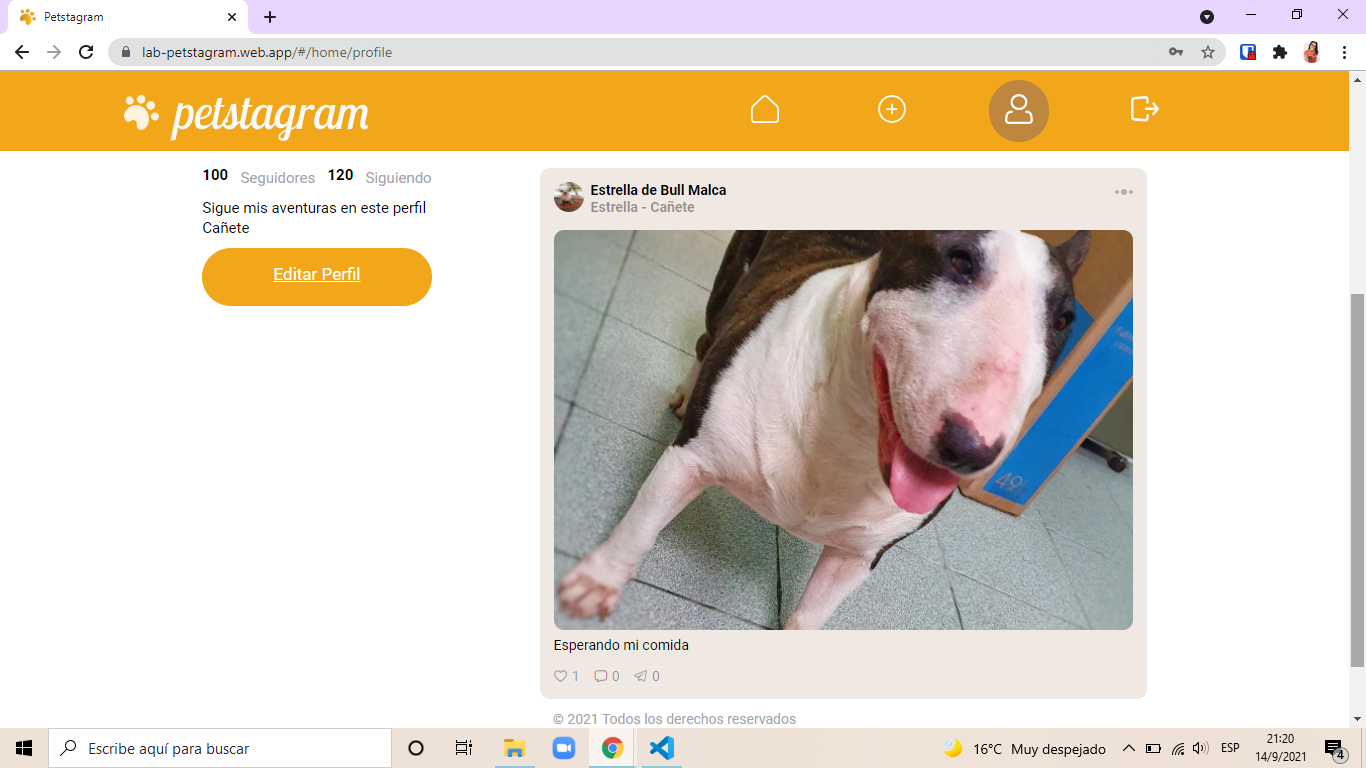 Petstagram
lab-petstagram.web.app/#/home/profile
petstagram
100 Seguidores 120 Siguiendo
Sigue mis aventuras en este perfil
Cañete
Editar Perfil
Estrella de Bull Malca
Estrella - Cañete
49
Esperando mi comida
1 0 0
© 2021 Todos los derechos reservados
Escribe aquí para buscar
16°C Muy despejado
ESP
21:20
14/9/2021
4